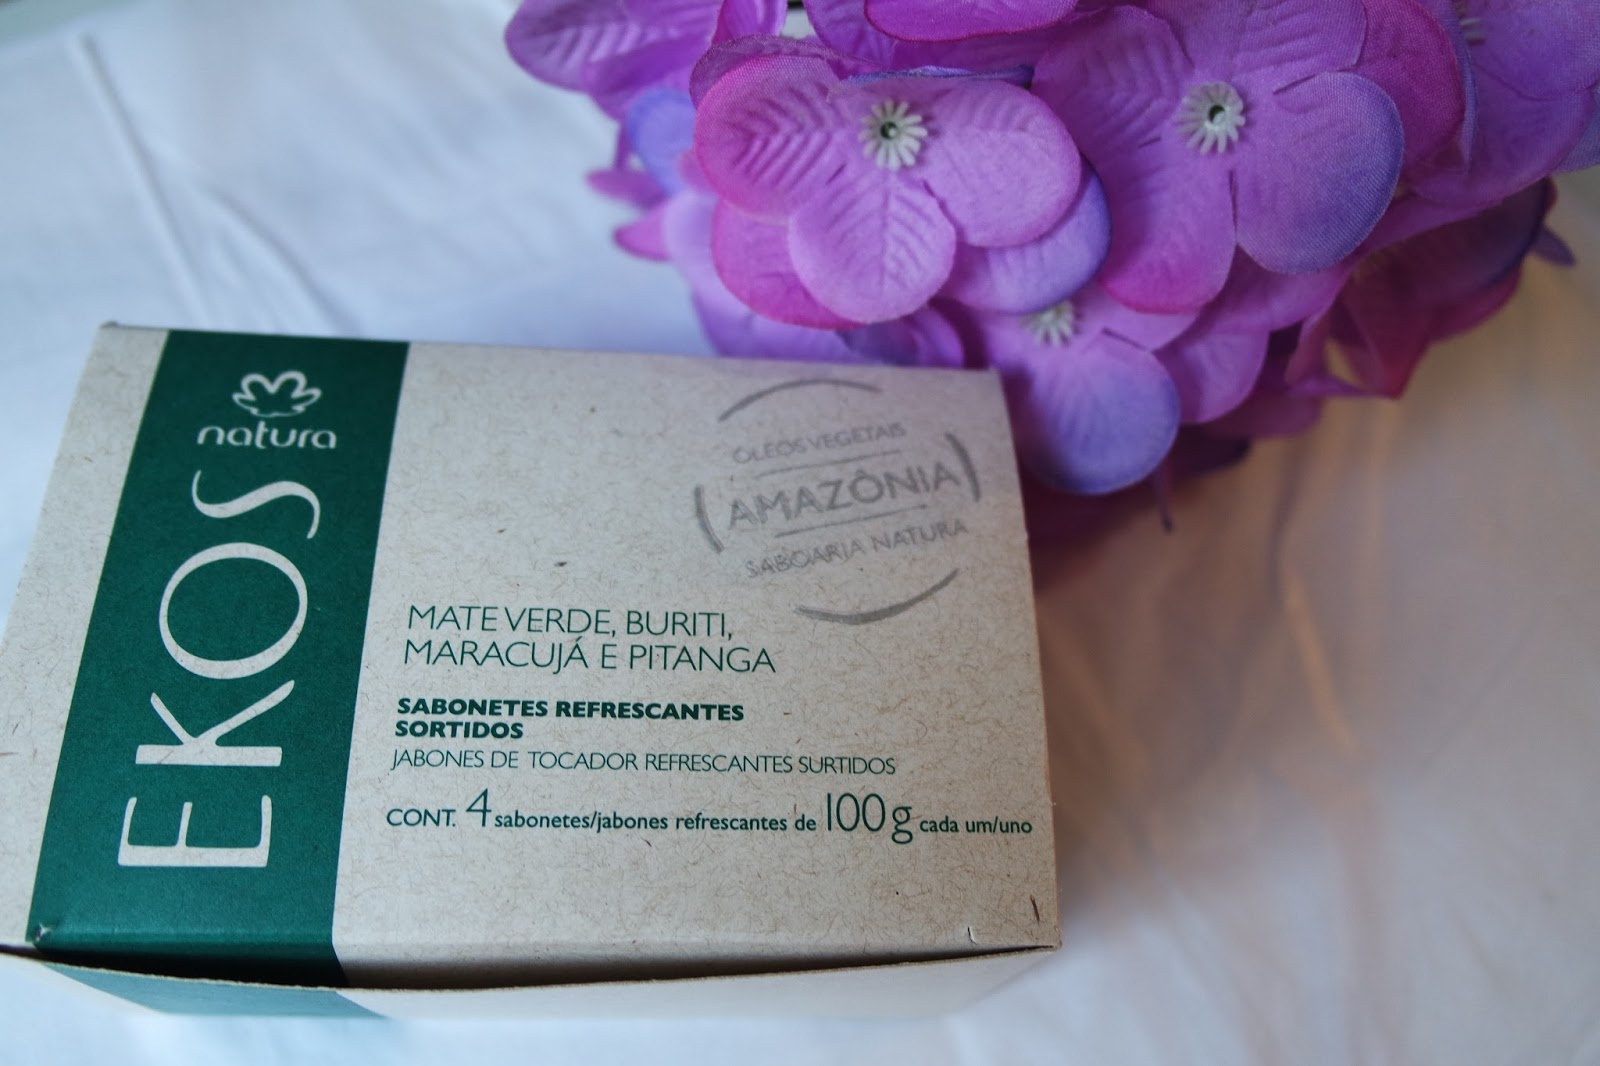 natura
EKOS
ÓLEOS VEGETAIS
AMAZÔNIA
SABOARIA NATURA
MATE VERDE, BURITI,
MARACUJÁ E PITANGA
SABONETES REFRESCANTES
SORTIDOS
JABONES DE TOCADOR REFRESCANTES SURTIDOS
CONT. 4 sabonetes/jabones refrescantes de 100g cada um/uno